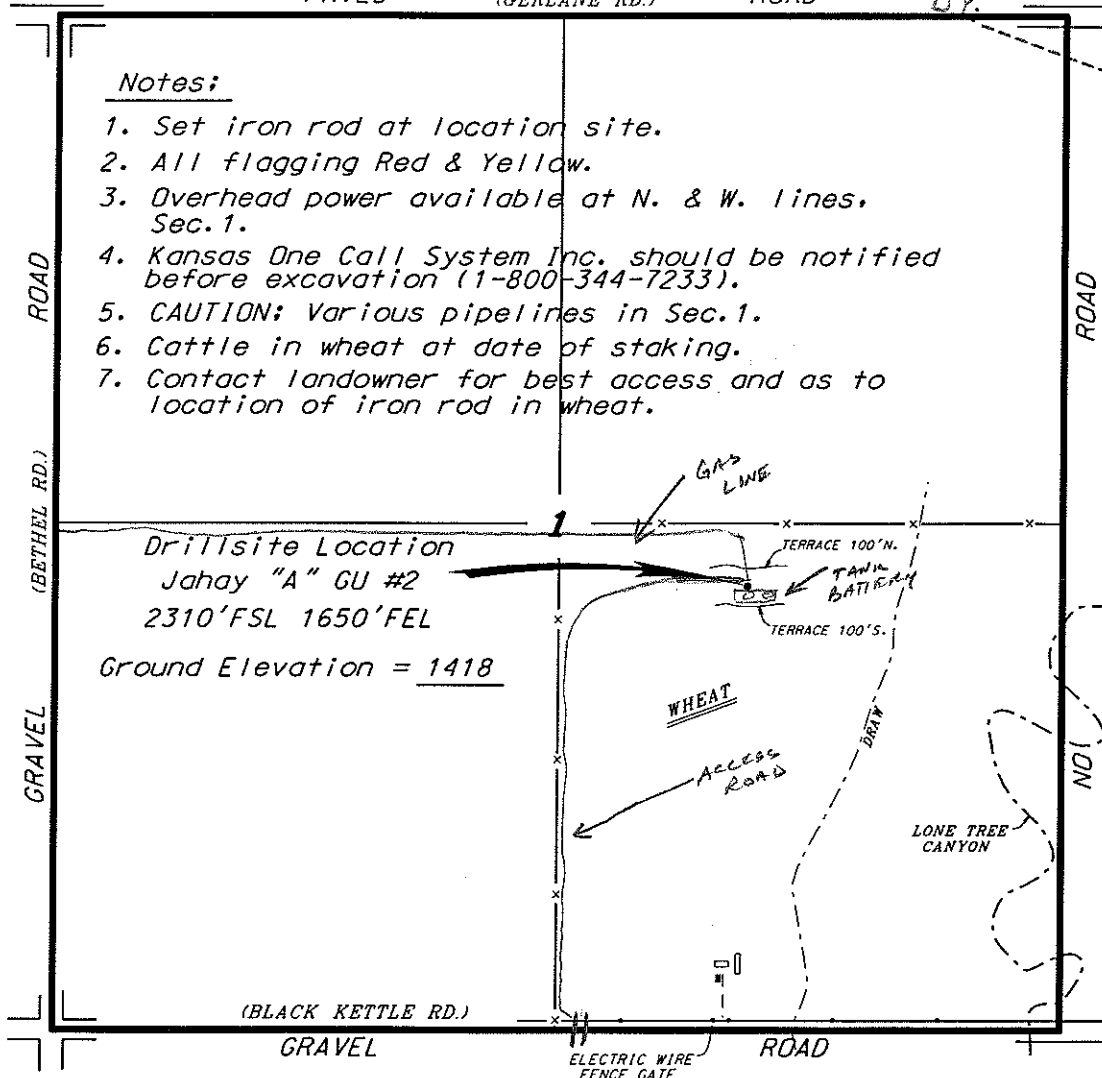 (GERLANE RD.)
ROAD
Notes:
1. Set iron rod at location site.
2. All flagging Red & Yellow.
3. Overhead power available at N. & W. lines,
Sec. 1.
4. Kansas One Call System Inc. should be notified
before excavation (1-800-344-7233).
5. CAUTION: Various pipelines in Sec. 1.
6. Cattle in wheat at date of staking.
7. Contact landowner for best access and as to
location of iron rod in wheat.
ROAD
(BETHEL RD.)
GRAVEL
ROAD
NO
GAS
LINE
1
Drillsite Location
Jahay "A" GU #2
2310'FSL 1650'FEL
Ground Elevation = 1418
TERRACE 100'N.
TANK
BATTERY
TERRACE 100'S.
WHEAT
DRAW
ACCESS
ROAD
LONE TREE
CANYON
(BLACK KETTLE RD.)
GRAVEL
ROAD
ELECTRIC WIRE
FENCE GATE